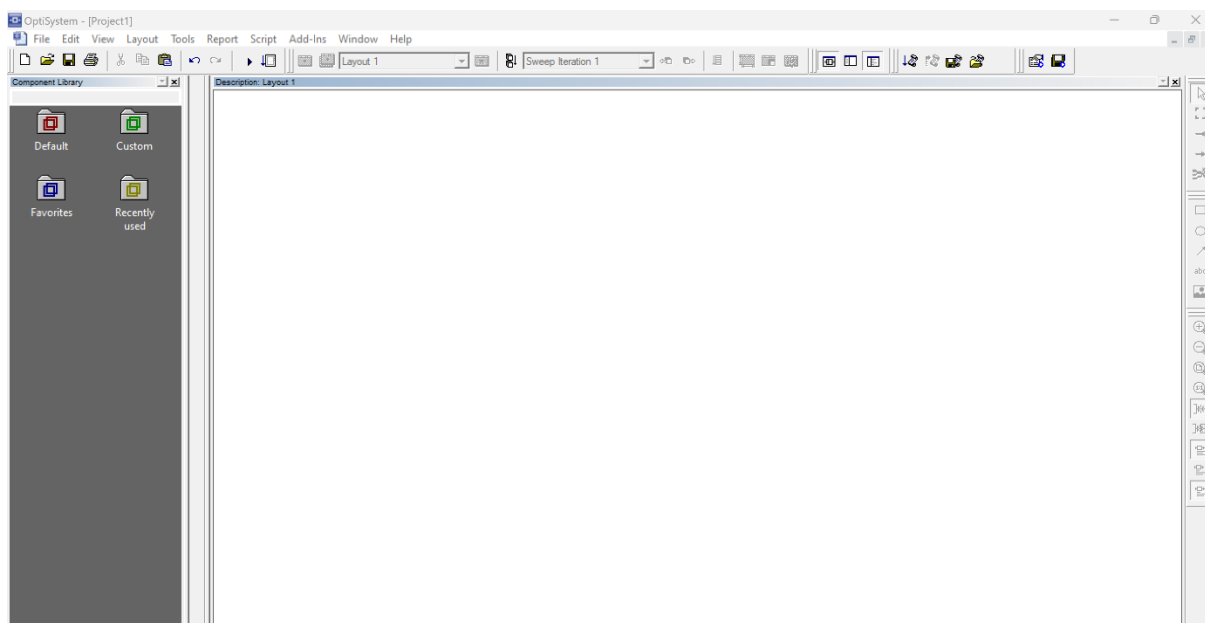 OptiSystem - [Project1]
File Edit View Layout Tools Report Script Add-Ins Window Help
Layout 1 Sweep Iteration 1
Component Library
Description: Layout 1
Default Custom
Favorites Recently used
abc